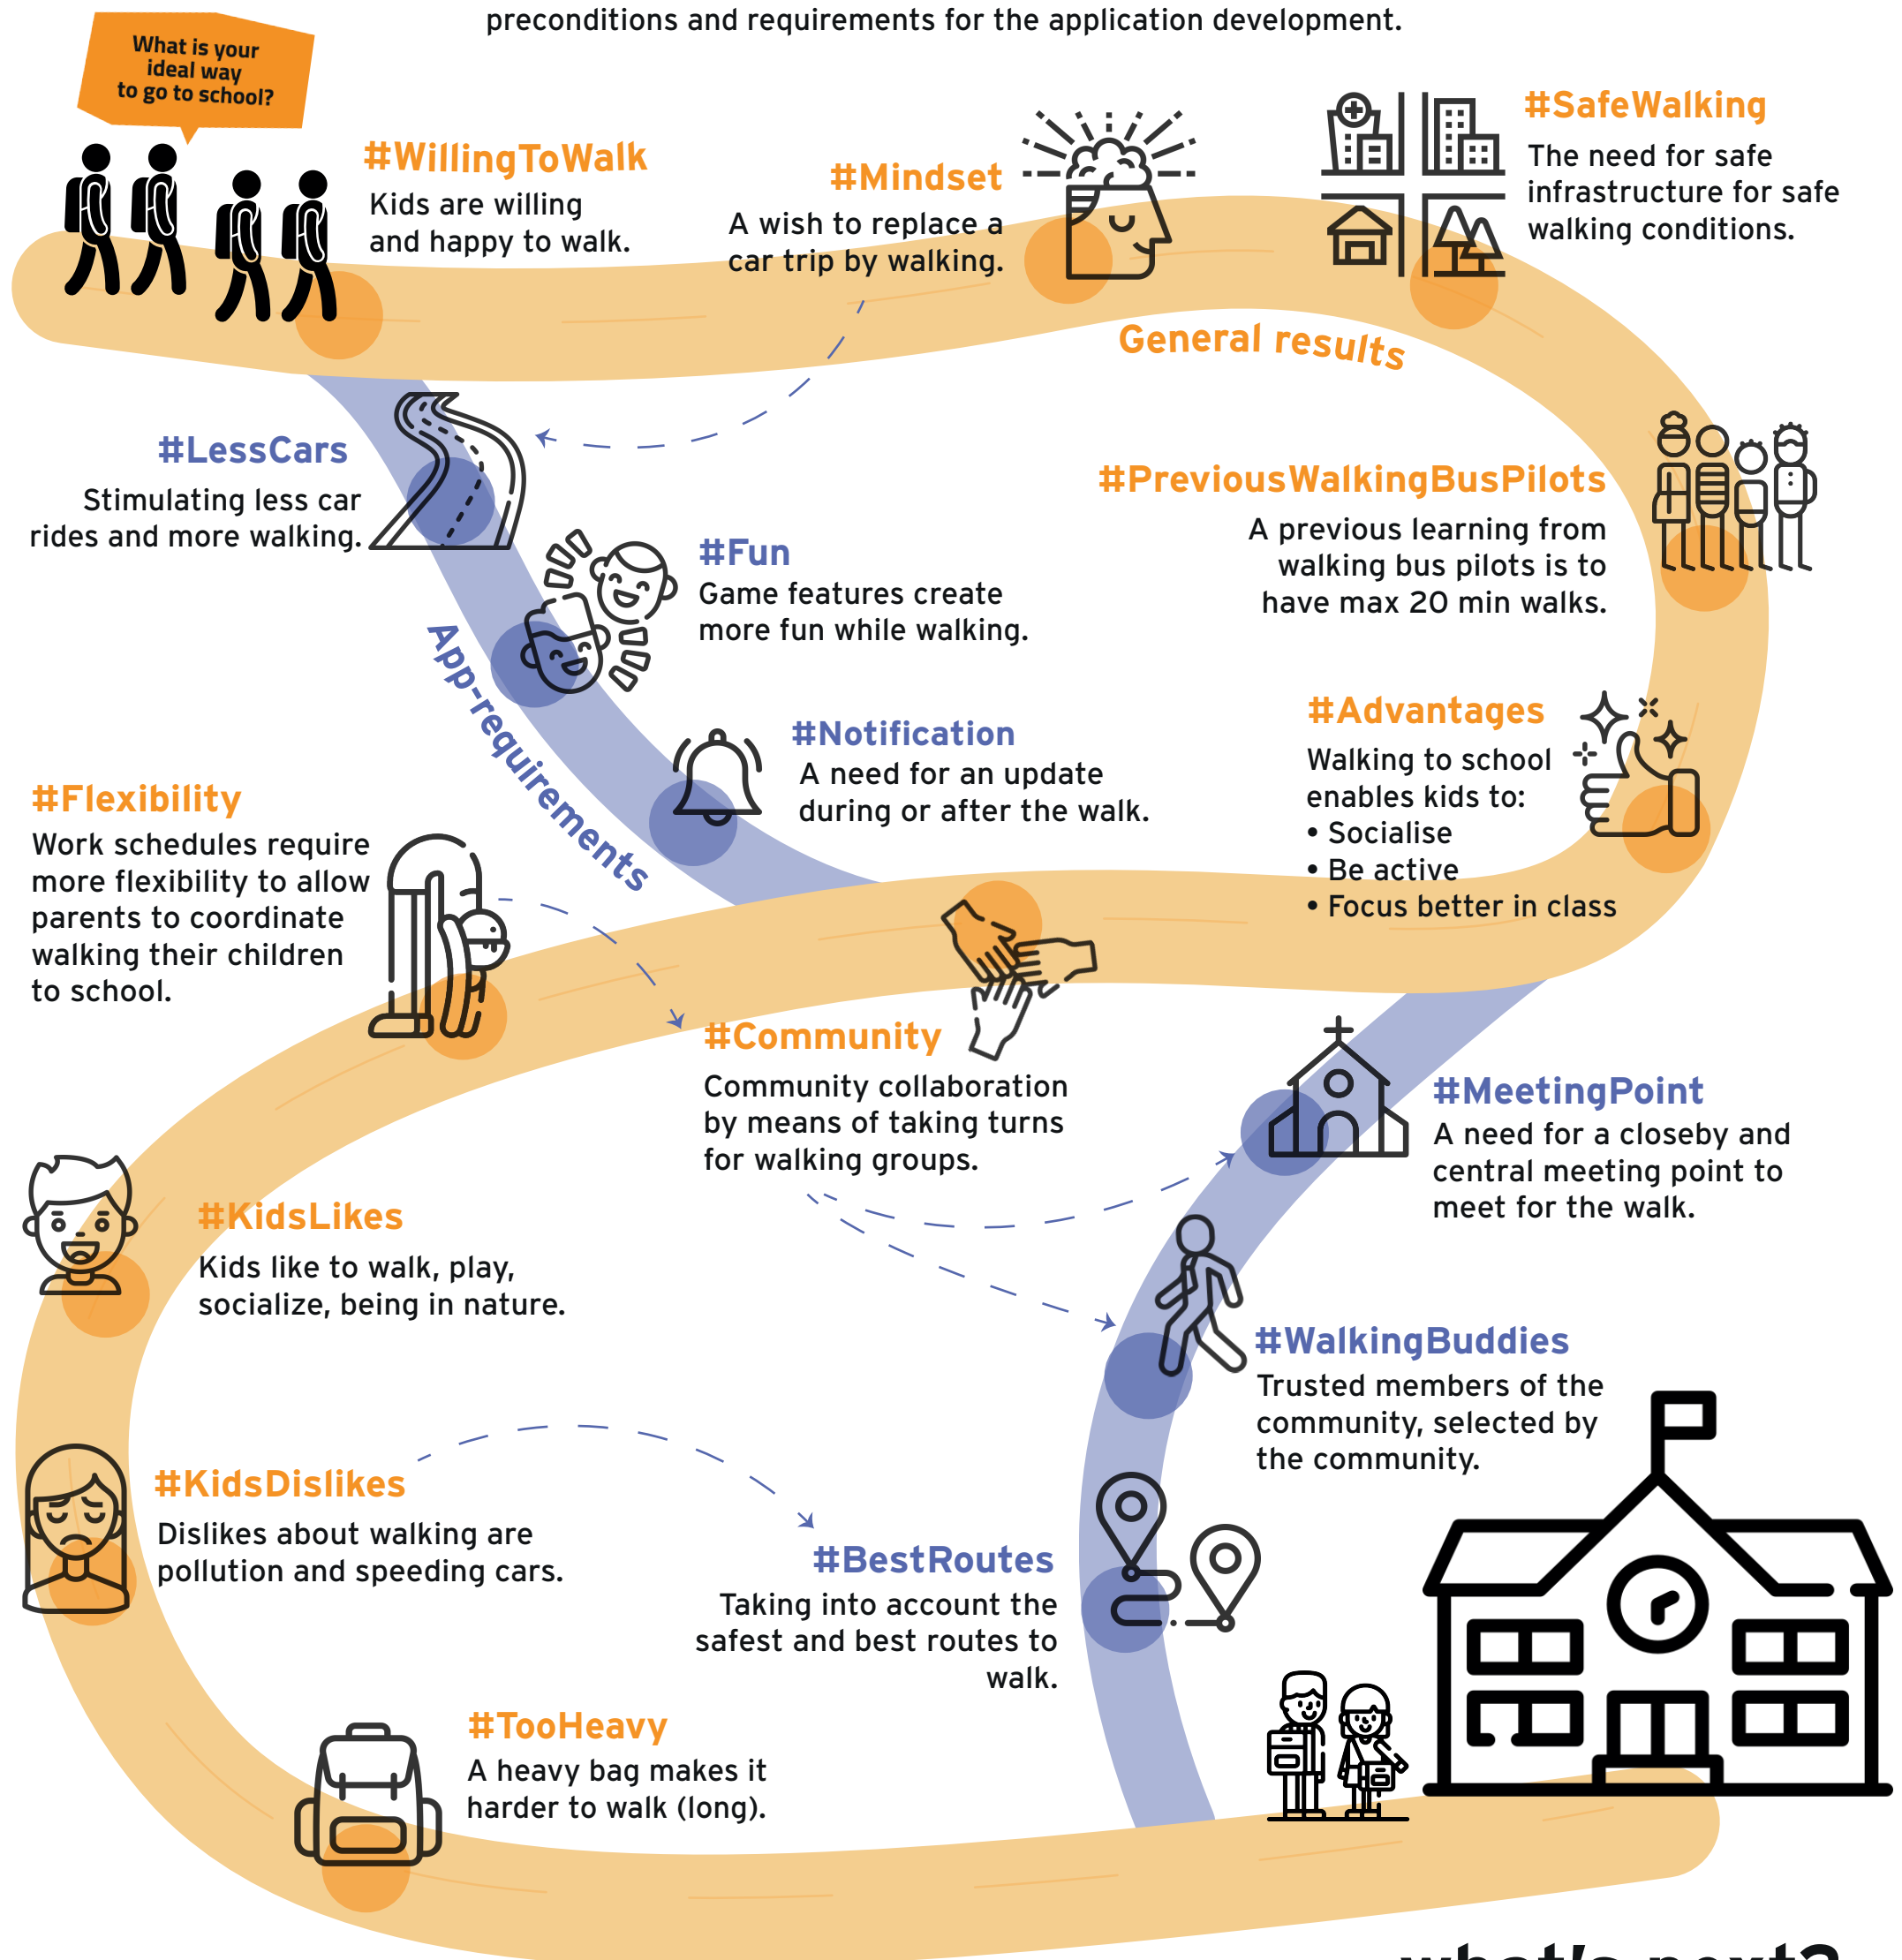 preconditions and requirements for the application development.
What is your
ideal way
to go to school?
#WillingToWalk
Kids are willing
and happy to walk.
#Mindset
A wish to replace a
car trip by walking.
#SafeWalking
The need for safe
infrastructure for safe
walking conditions.
General results
#LessCars
Stimulating less car
rides and more walking.
#Fun
Game features create
more fun while walking.
#PreviousWalkingBusPilots
A previous learning from
walking bus pilots is to
have max 20 min walks.
App-requirements
#Notification
A need for an update
during or after the walk.
#Advantages
Walking to school
enables kids to:
• Socialise
• Be active
• Focus better in class
#Flexibility
Work schedules require
more flexibility to allow
parents to coordinate
walking their children
to school.
#Community
Community collaboration
by means of taking turns
for walking groups.
#MeetingPoint
A need for a closeby and
central meeting point to
meet for the walk.
#KidsLikes
Kids like to walk, play,
socialize, being in nature.
#WalkingBuddies
Trusted members of the
community, selected by
the community.
#KidsDislikes
Dislikes about walking are
pollution and speeding cars.
#BestRoutes
Taking into account the
safest and best routes to
walk.
#TooHeavy
A heavy bag makes it
harder to walk (long).
what's next?